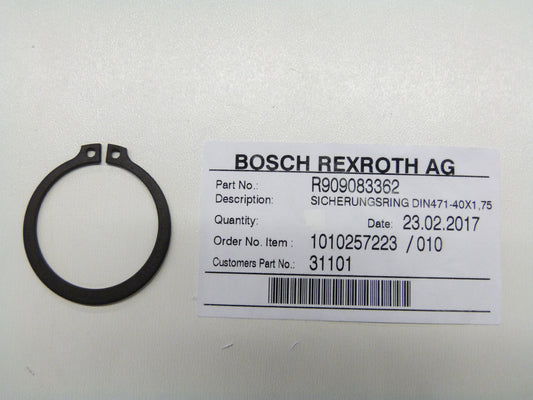 BOSCH REXROTH AG
Part No.: R909083362
Description: SICHERUNGSRING DIN471-40X1,75
Quantity: Date: 23.02.2017
Order No. Item : 1010257223 /010
Customers Part No.: 31101